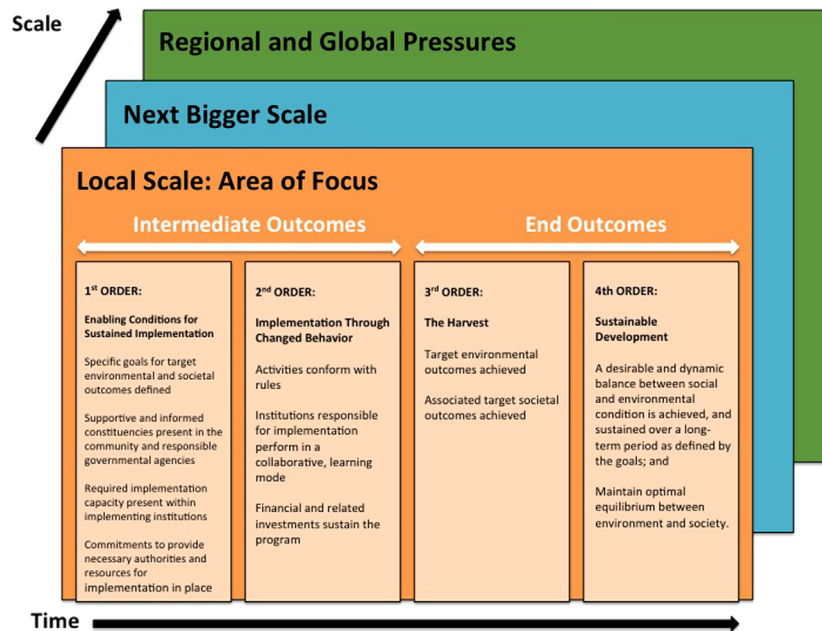 Scale
Regional and Global Pressures
Next Bigger Scale
Local Scale: Area of Focus
Intermediate Outcomes
End Outcomes
1st ORDER:
Enabling Conditions for
Sustained Implementation
Specific goals for target
environmental and societal
outcomes defined
Supportive and informed
constituencies present in the
community and responsible
governmental agencies
Required implementation
capacity present within
implementing institutions
Commitments to provide
necessary authorities and
resources for
implementation in place
2nd ORDER:
Implementation Through
Changed Behavior
Activities conform with
rules
Institutions responsible
for implementation
perform in a
collaborative, learning
mode
Financial and related
investments sustain the
program
3rd ORDER:
The Harvest
Target environmental
outcomes achieved
Associated target societal
outcomes achieved
4th ORDER:
Sustainable
Development
A desirable and dynamic
balance between social
and environmental
condition is achieved, and
sustained over a long-
term period as defined by
the goals; and
Maintain optimal
equilibrium between
environment and society.
Time